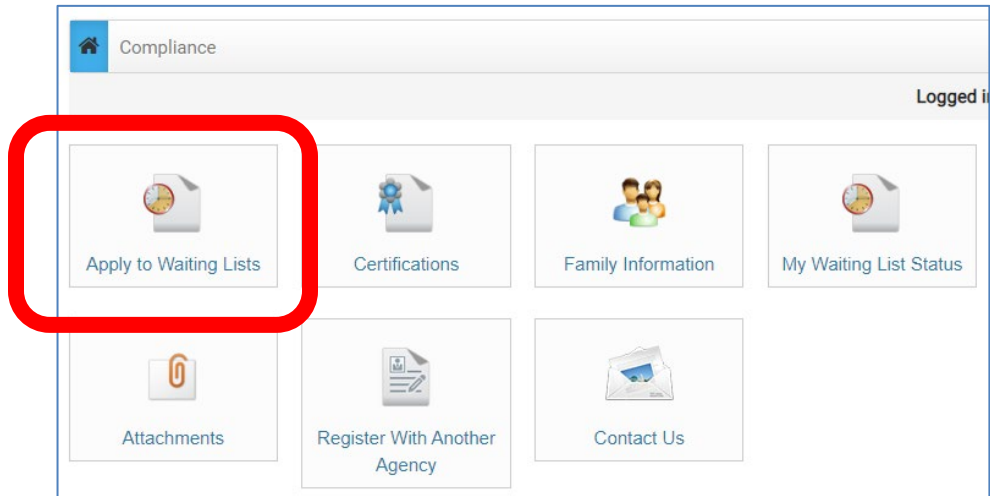 Compliance
Logged i
Apply to Waiting Lists
Certifications
Family Information
My Waiting List Status
Attachments
Register With Another
Agency
Contact Us